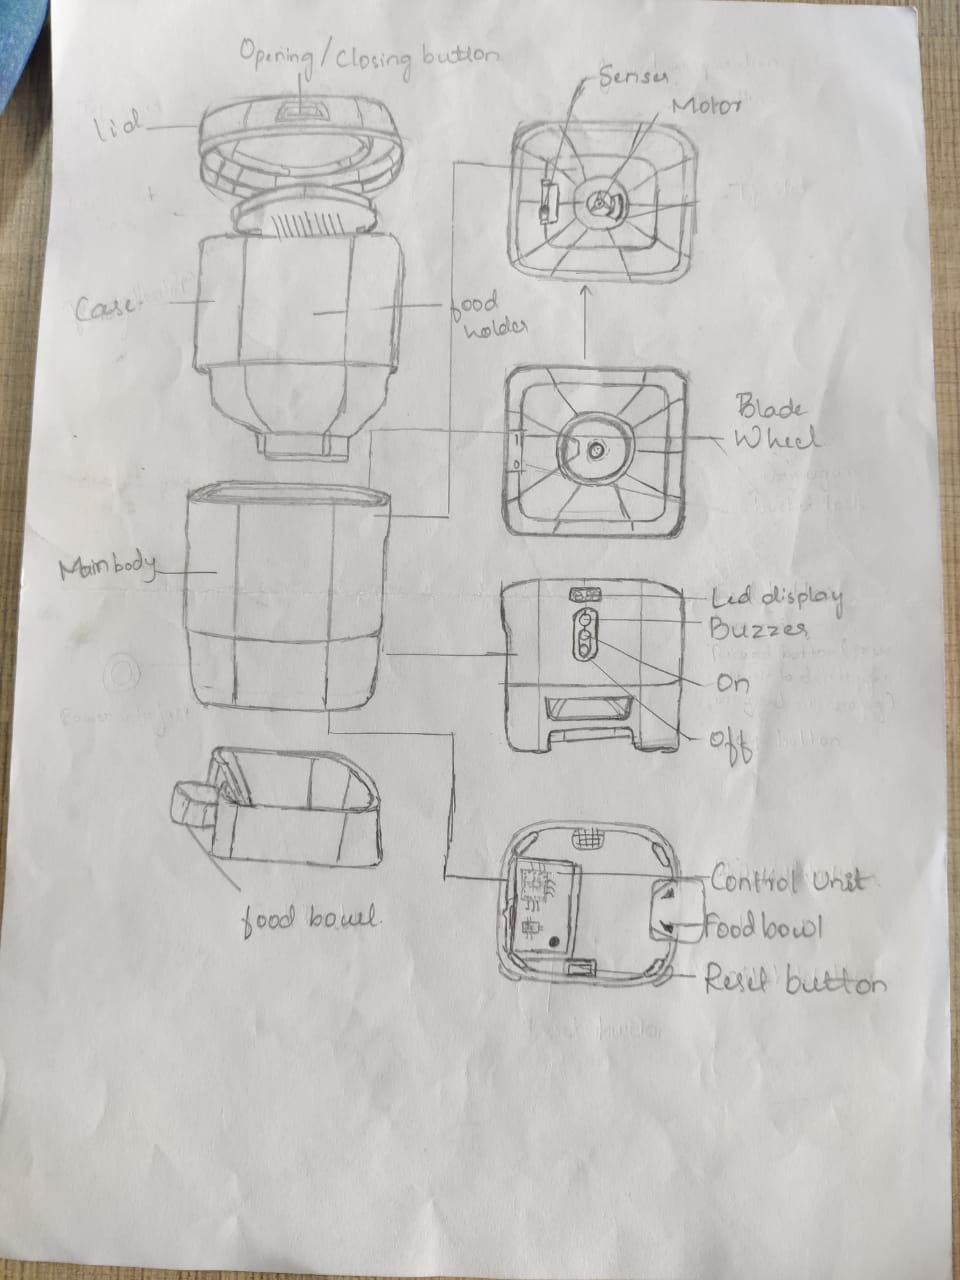 Opening/Closing button
Lid
Sensor
Motor
Case
food
holder
Blade
Wheel
Main body
Led display
Buzzer
On
Off
Control Unit
Food bowl
Reset button
food bowl